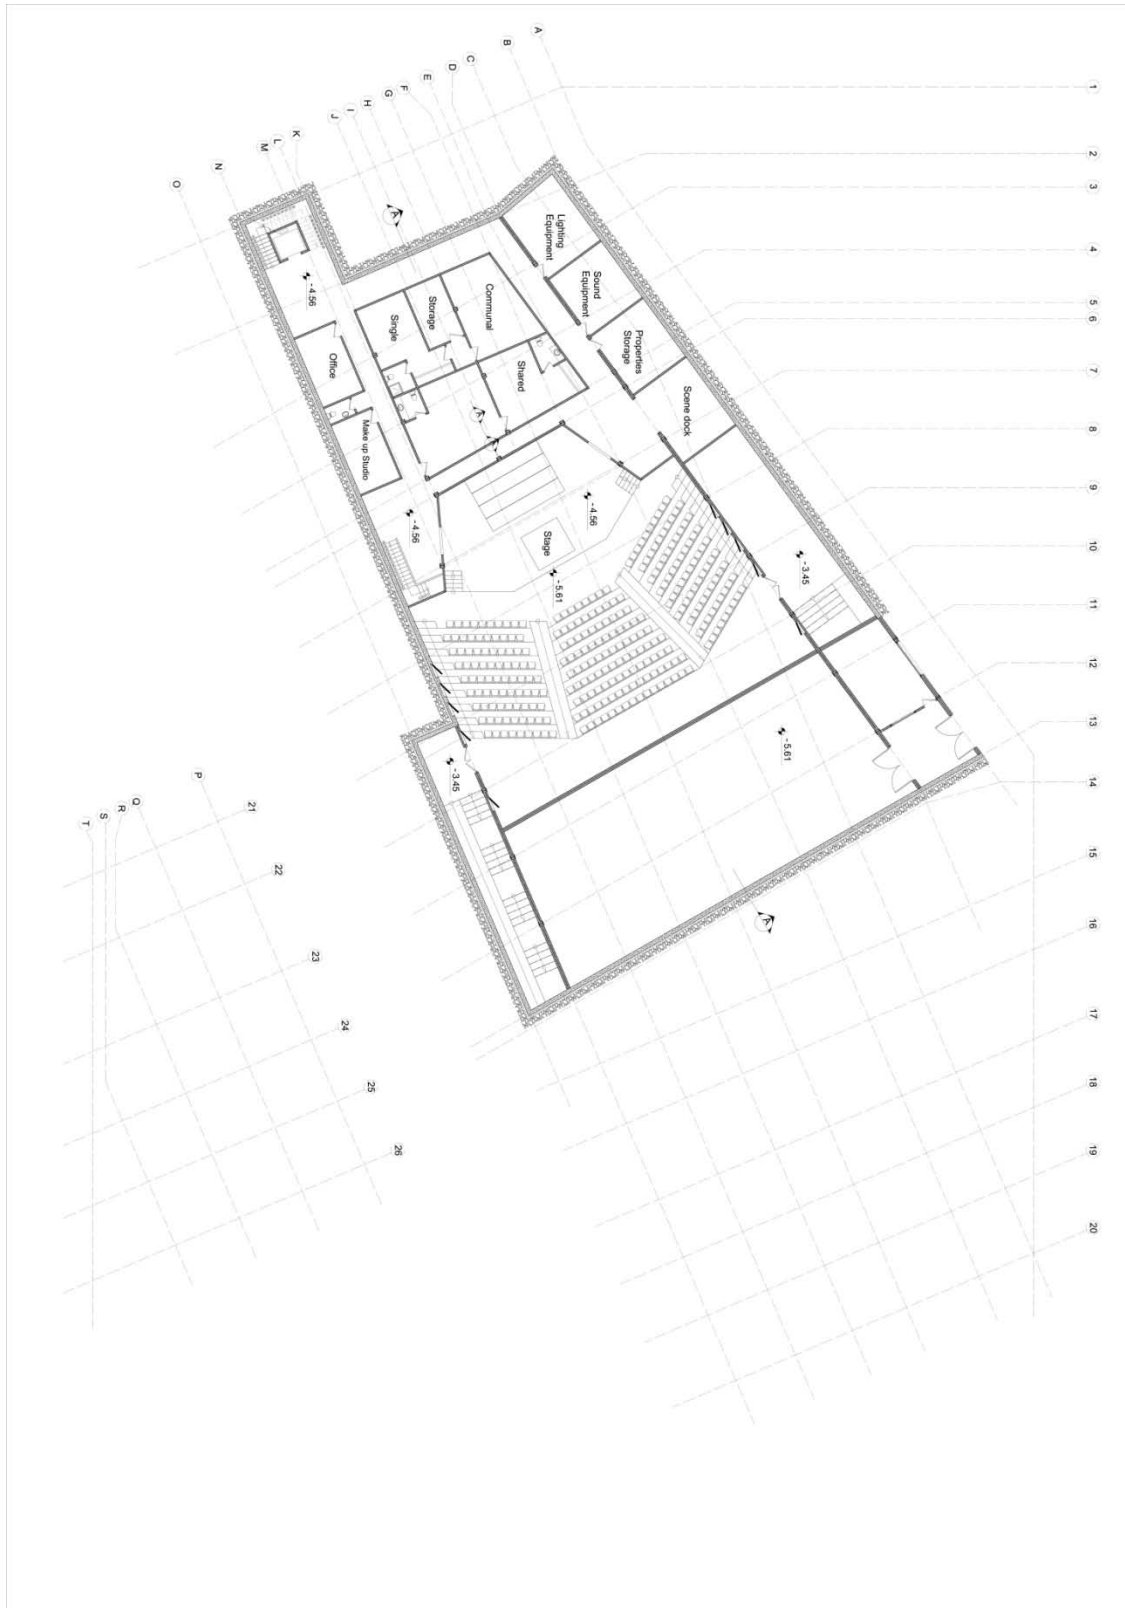 A
B
C
D
E
F
G
H
I
J
K
L
M
N
O
1
2
3
4
5
6
7
8
9
10
11
12
13
14
15
16
17
18
19
20
Lighting
Equipment
Sound
Equipment
Properties
Storage
Scene dock
Communal
Storage
Single
Shared
Office
Make up Studio
Stage
-4.56
-4.56
-4.56
-5.61
-3.45
-5.61
-3.45
A
A
A
A
P
Q
R
S
T
21
22
23
24
25
26